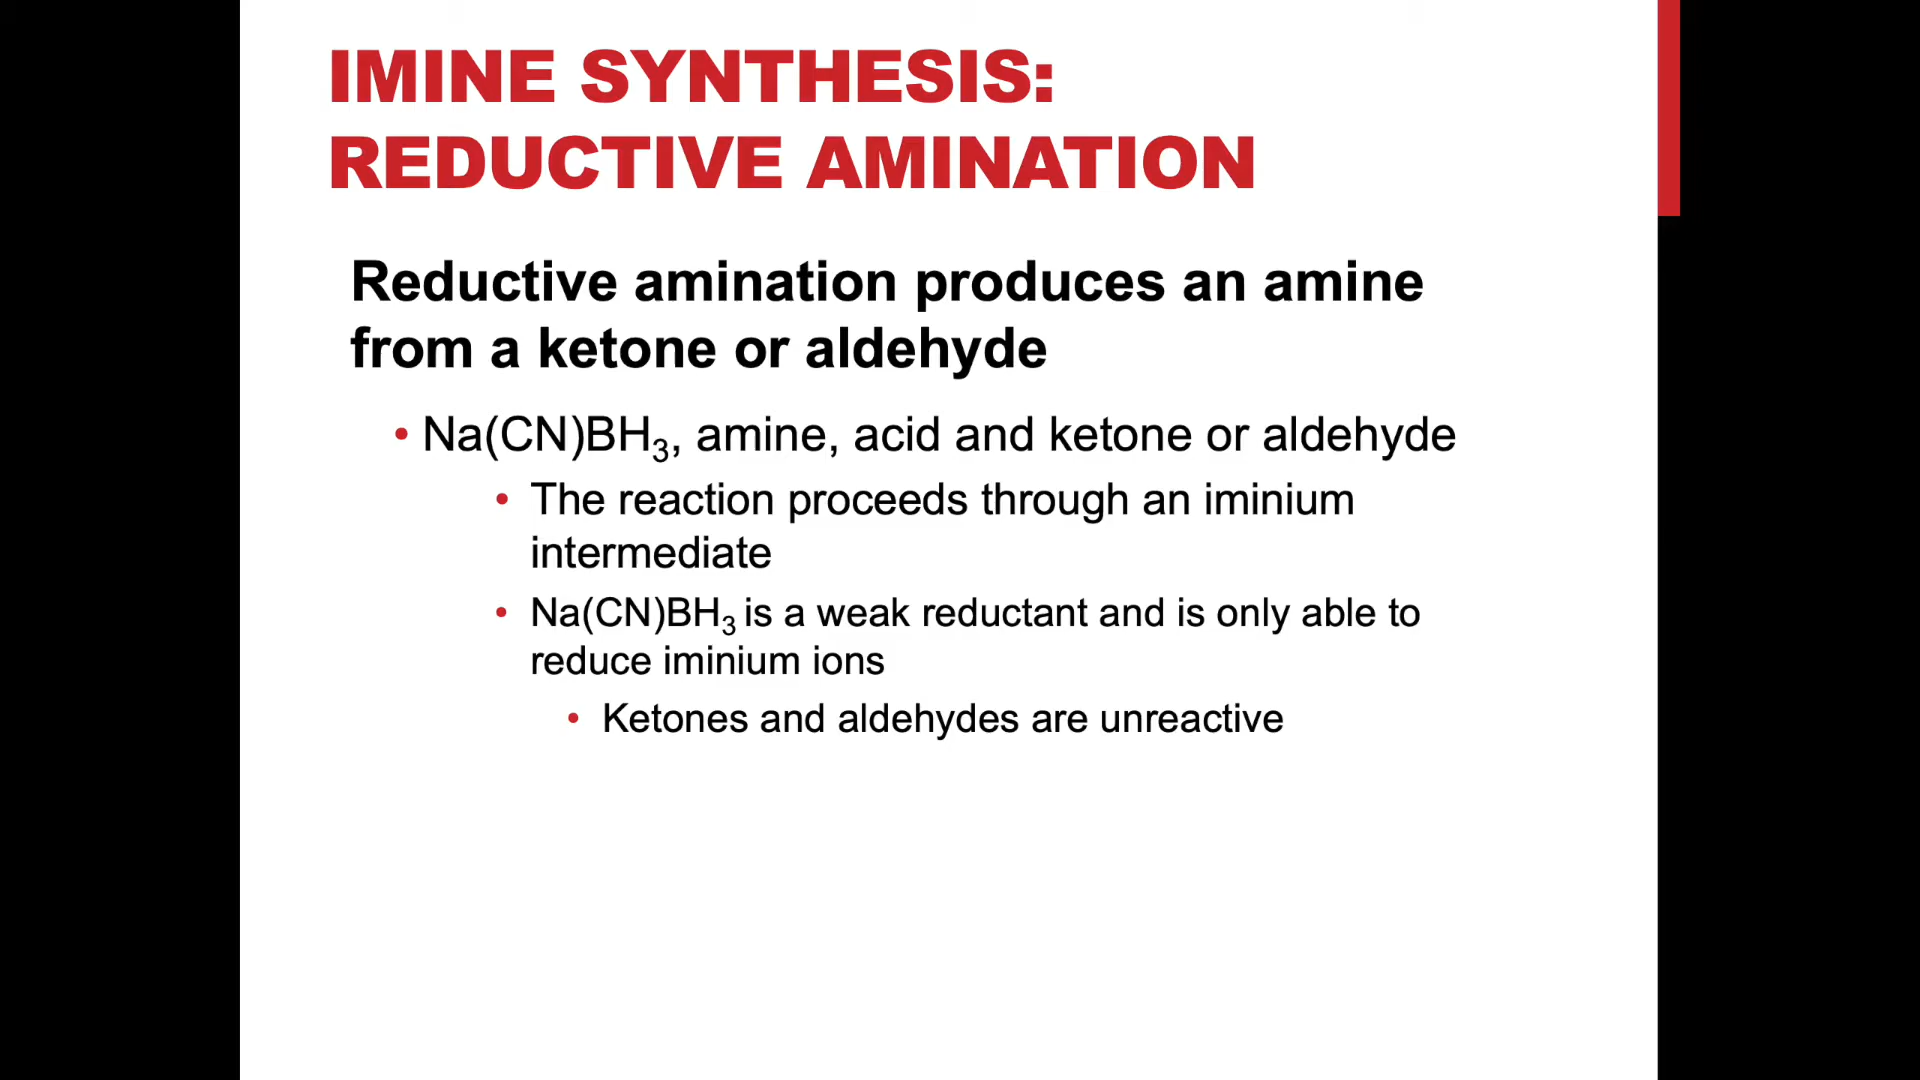 IMINE SYNTHESIS:
REDUCTIVE AMINATION
Reductive amination produces an amine
from a ketone or aldehyde
• Na(CN)BH₃, amine, acid and ketone or aldehyde
• The reaction proceeds through an iminium
intermediate
• Na(CN)BH₃ is a weak reductant and is only able to
reduce iminium ions
• Ketones and aldehydes are unreactive